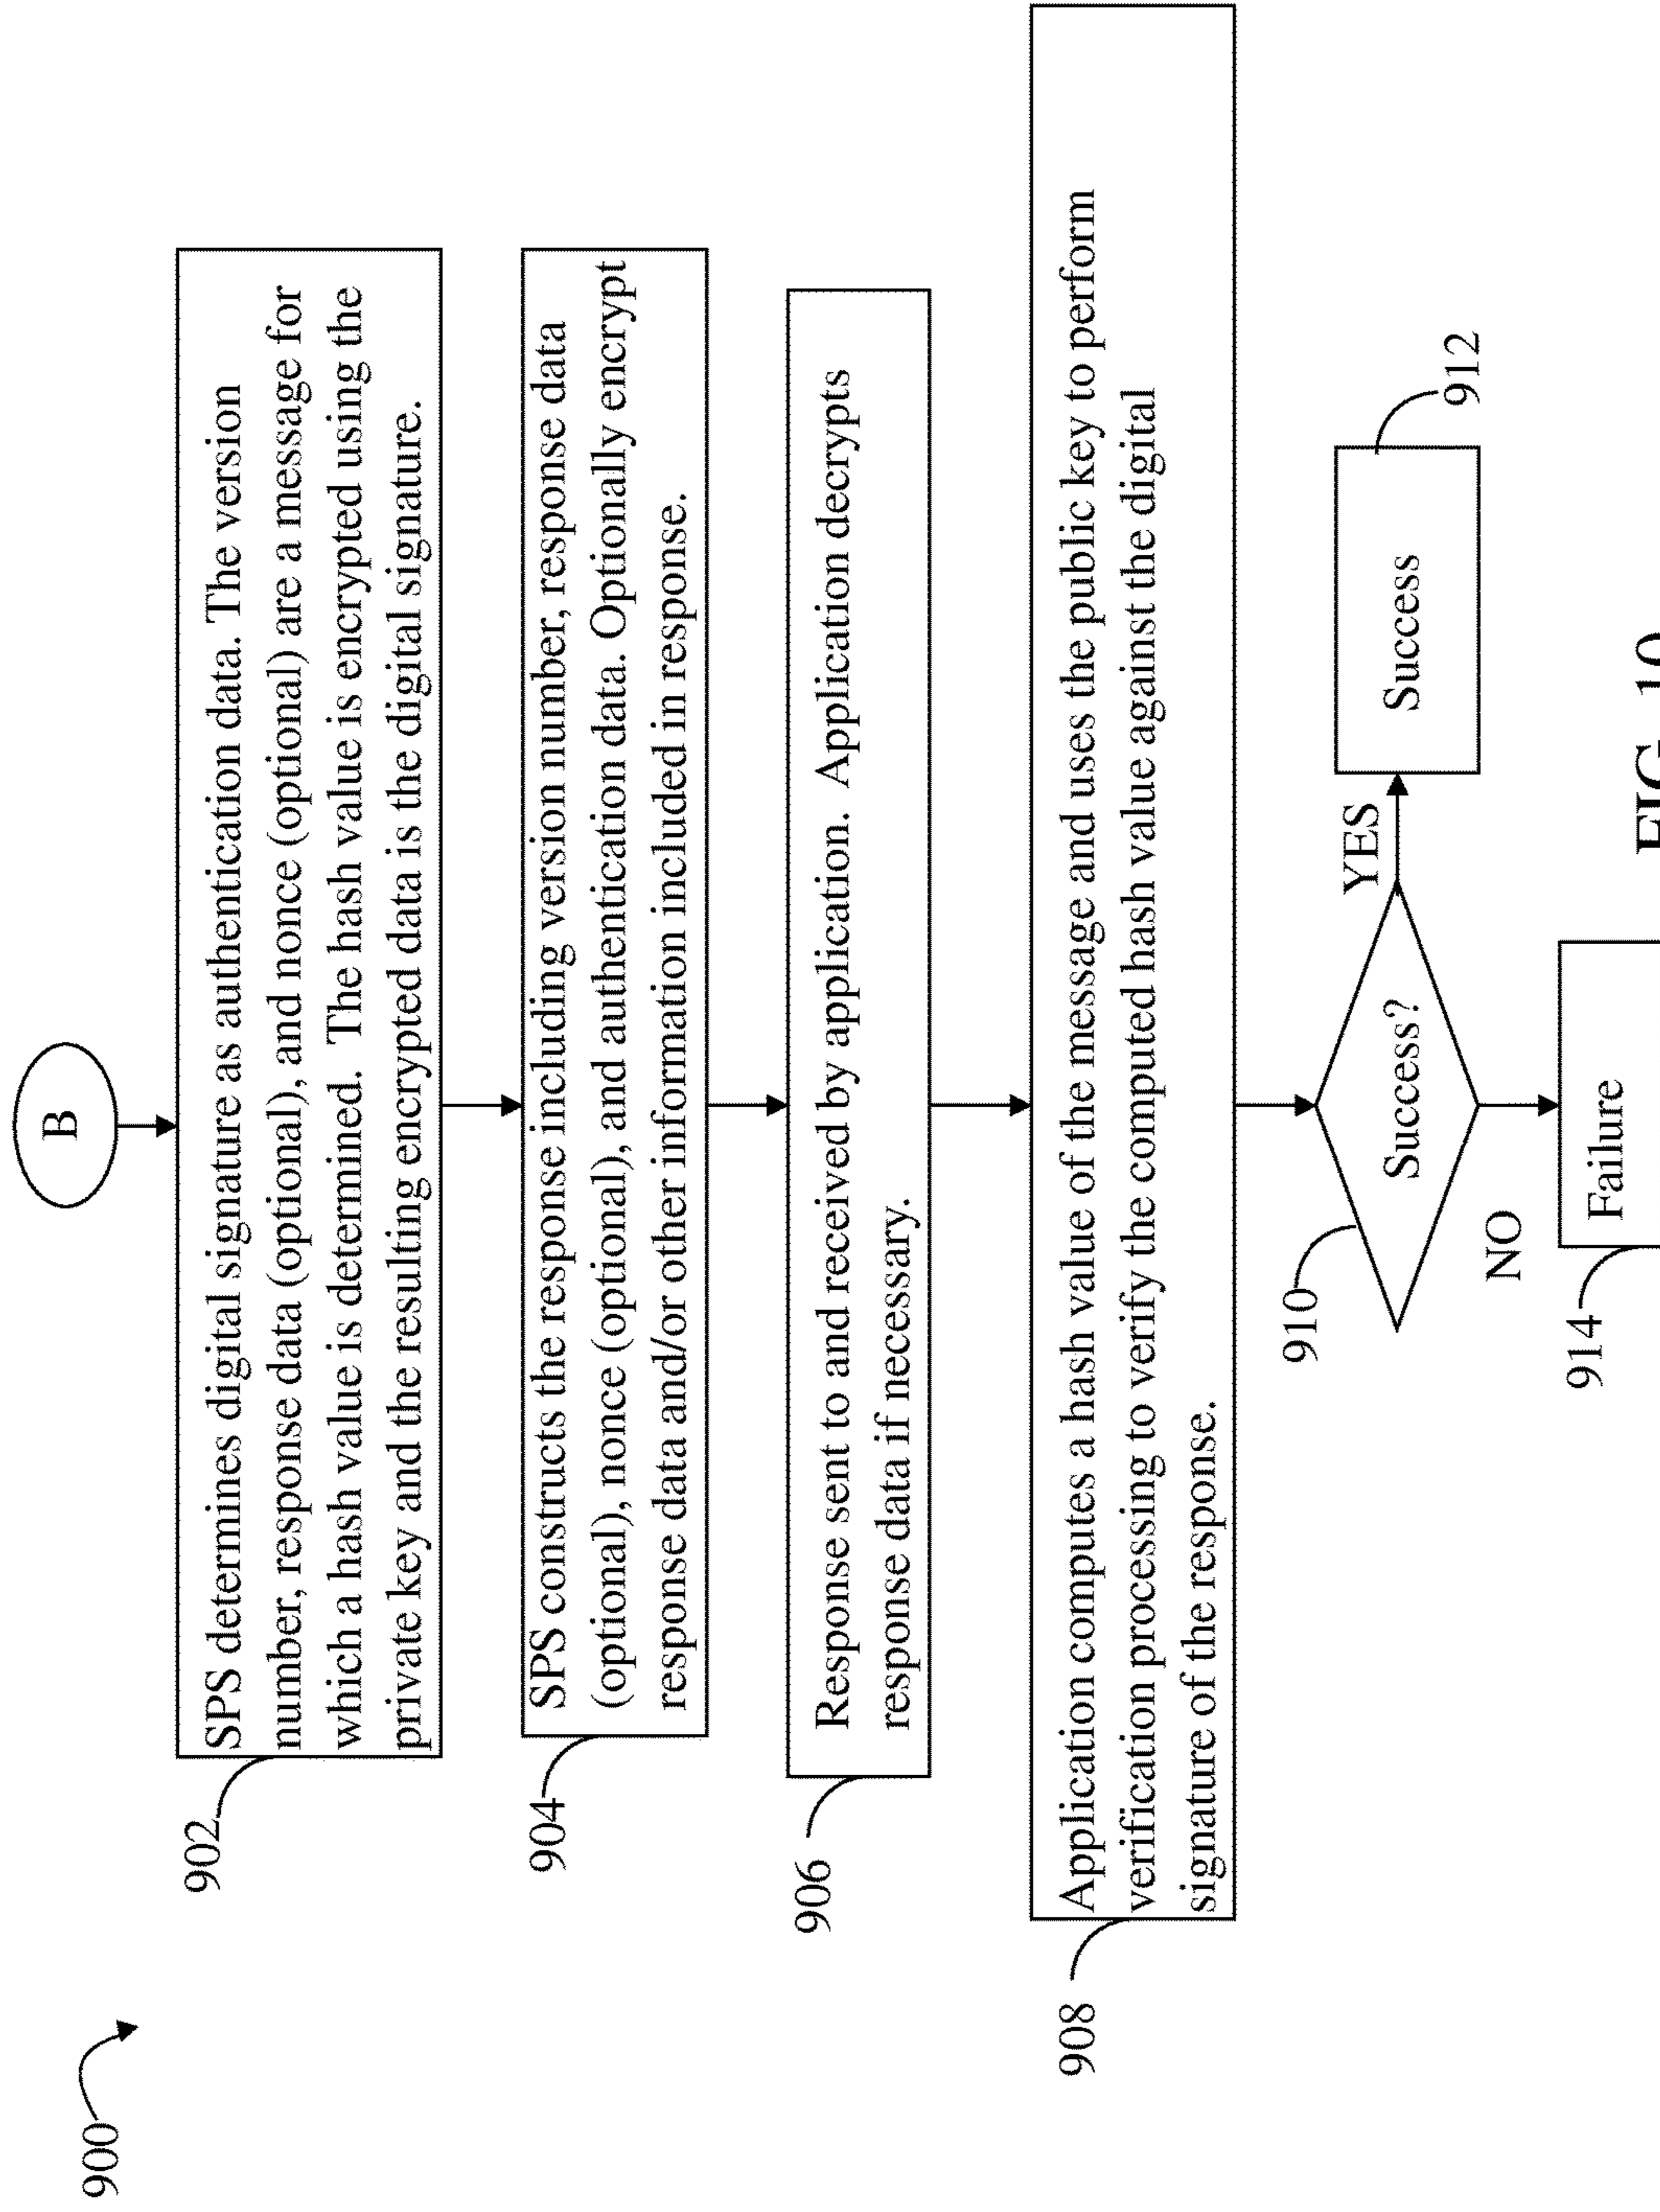 900
B
902
SPS determines digital signature as authentication data. The version
number, response data (optional), and nonce (optional) are a message for
which a hash value is determined. The hash value is encrypted using the
private key and the resulting encrypted data is the digital signature.
904
SPS constructs the response including version number, response data
(optional), nonce (optional), and authentication data. Optionally encrypt
response data and/or other information included in response.
906
Response sent to and received by application. Application decrypts
response data if necessary.
908
Application computes a hash value of the message and uses the public key to perform
verification processing to verify the computed hash value against the digital
signature of the response.
910
Success?
YES
Success
912
NO
914
Failure
FIG. 10